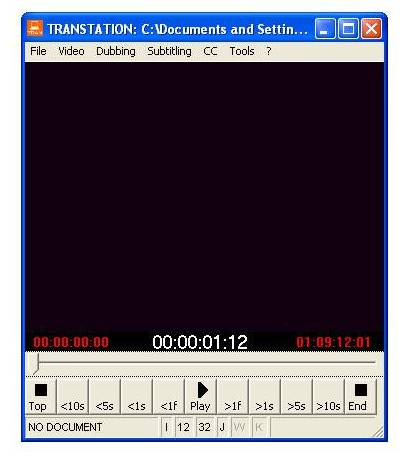 TRANSTATION: C:\Documents and Settin...
File Video Dubbing Subtitling CC Tools ?
00:00:00:00 00:00:01:12 01:09:12:01
Top <10s <5s <1s <1f Play >1f >1s >5s >10s End
NO DOCUMENT I 12 32 J W K